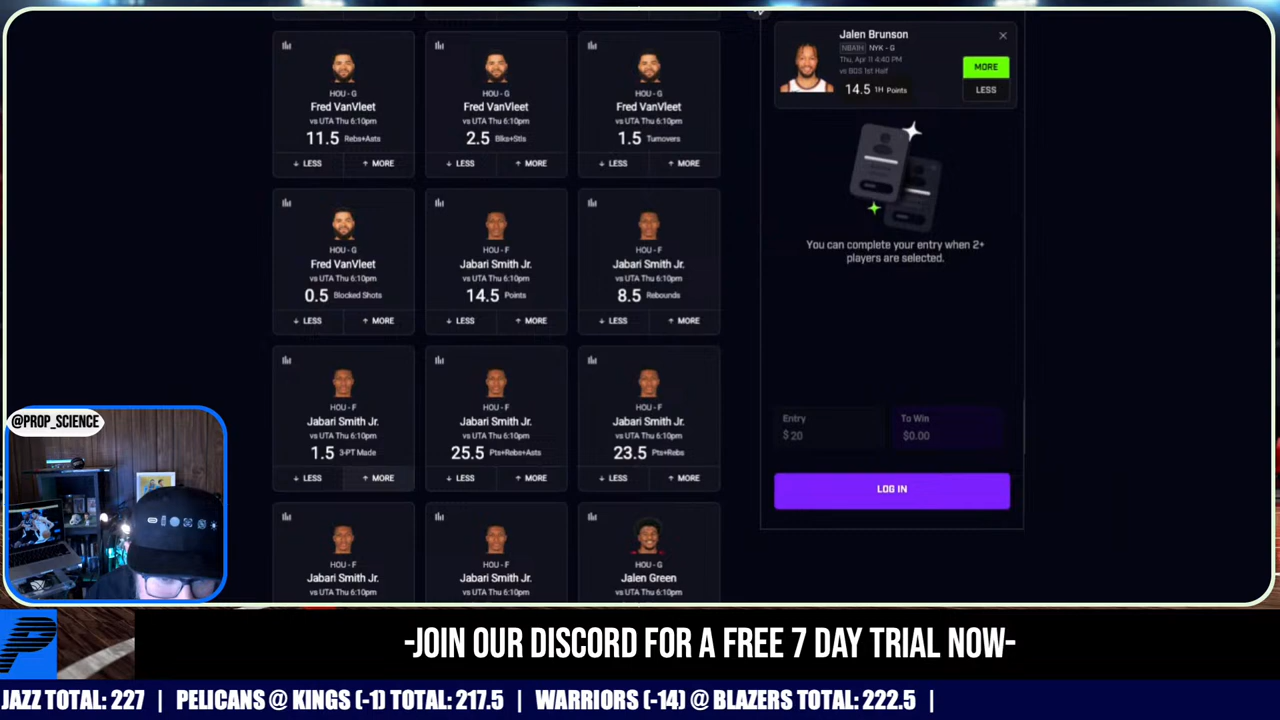 HOU - G
Fred VanVleet
vs UTA Thu 6:10pm
11.5 Rebs+Asts
↓ LESS
↑ MORE
HOU - G
Fred VanVleet
vs UTA Thu 6:10pm
2.5 Blks+Stls
↓ LESS
↑ MORE
HOU - G
Fred VanVleet
vs UTA Thu 6:10pm
1.5 Turnovers
↓ LESS
↑ MORE
HOU - G
Fred VanVleet
vs UTA Thu 6:10pm
0.5 Blocked Shots
↓ LESS
↑ MORE
HOU - F
Jabari Smith Jr.
vs UTA Thu 6:10pm
14.5 Points
↓ LESS
↑ MORE
HOU - F
Jabari Smith Jr.
vs UTA Thu 6:10pm
8.5 Rebounds
↓ LESS
↑ MORE
HOU - F
Jabari Smith Jr.
vs UTA Thu 6:10pm
1.5 3-PT Made
↓ LESS
↑ MORE
HOU - F
Jabari Smith Jr.
vs UTA Thu 6:10pm
25.5 Pts+Rebs+Asts
↓ LESS
↑ MORE
HOU - F
Jabari Smith Jr.
vs UTA Thu 6:10pm
23.5 Pts+Rebs
↓ LESS
↑ MORE
HOU - F
Jabari Smith Jr.
vs UTA Thu 6:10pm
HOU - F
Jabari Smith Jr.
vs UTA Thu 6:10pm
HOU - G
Jalen Green
vs UTA Thu 6:10pm
Jalen Brunson
NBA1H NYK - G
Thu, Apr 11 4:40 PM
vs BOS 1st Half
14.5 1H Points
MORE
LESS
You can complete your entry when 2+
players are selected.
Entry
$ 20
To Win
$0.00
LOG IN
@PROP_SCIENCE
-JOIN OUR DISCORD FOR A FREE 7 DAY TRIAL NOW-
JAZZ TOTAL: 227 | PELICANS @ KINGS (-1) TOTAL: 217.5 | WARRIORS (-14) @ BLAZERS TOTAL: 222.5 |